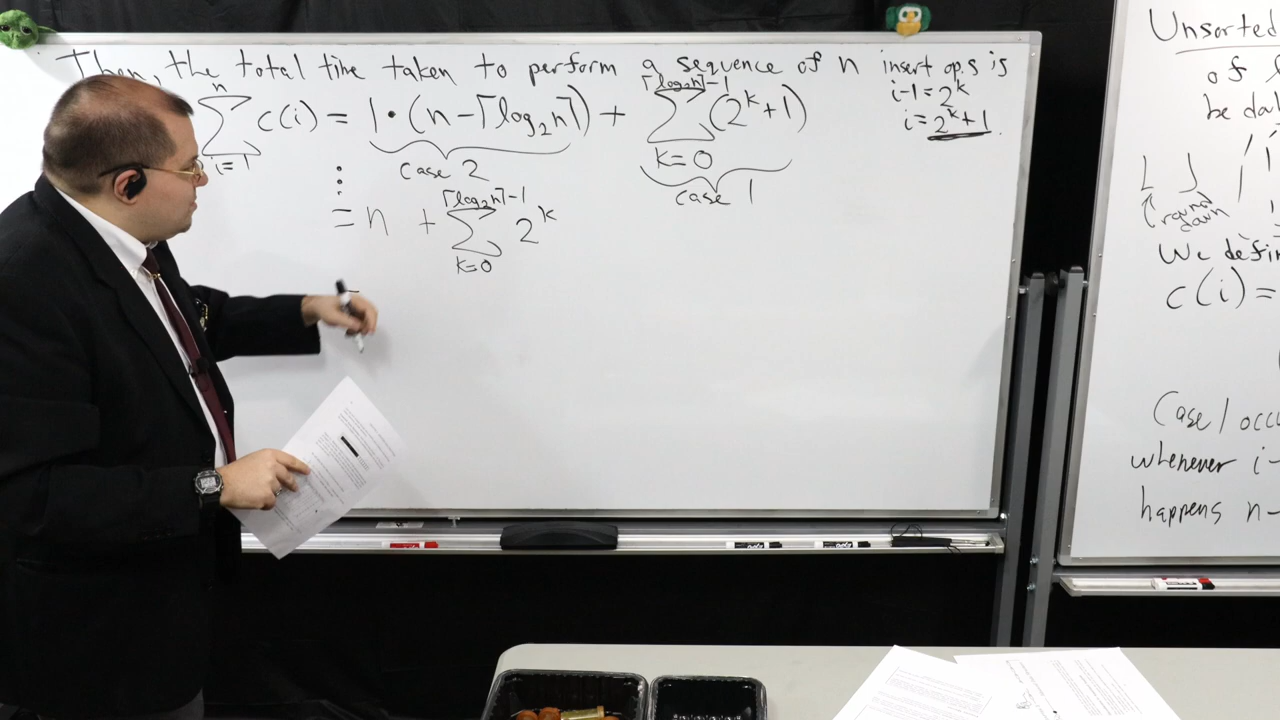 Then, the total time taken to perform a sequence of n insert op.s is
n ⌈log₂n⌉-1
∑ c(i) = 1•(n-⌈log₂n⌉) + ∑ (2^k+1)
i=1 k=0
case 2 case 1
i-1=2^k
i=2^k+1
⋮
⌈log₂n⌉-1
= n + ∑ 2^k
k=0
Unsorted
of
be
⌊ ⌋
round down
We
c(i)=
Case 1
whenever i-
happens n-